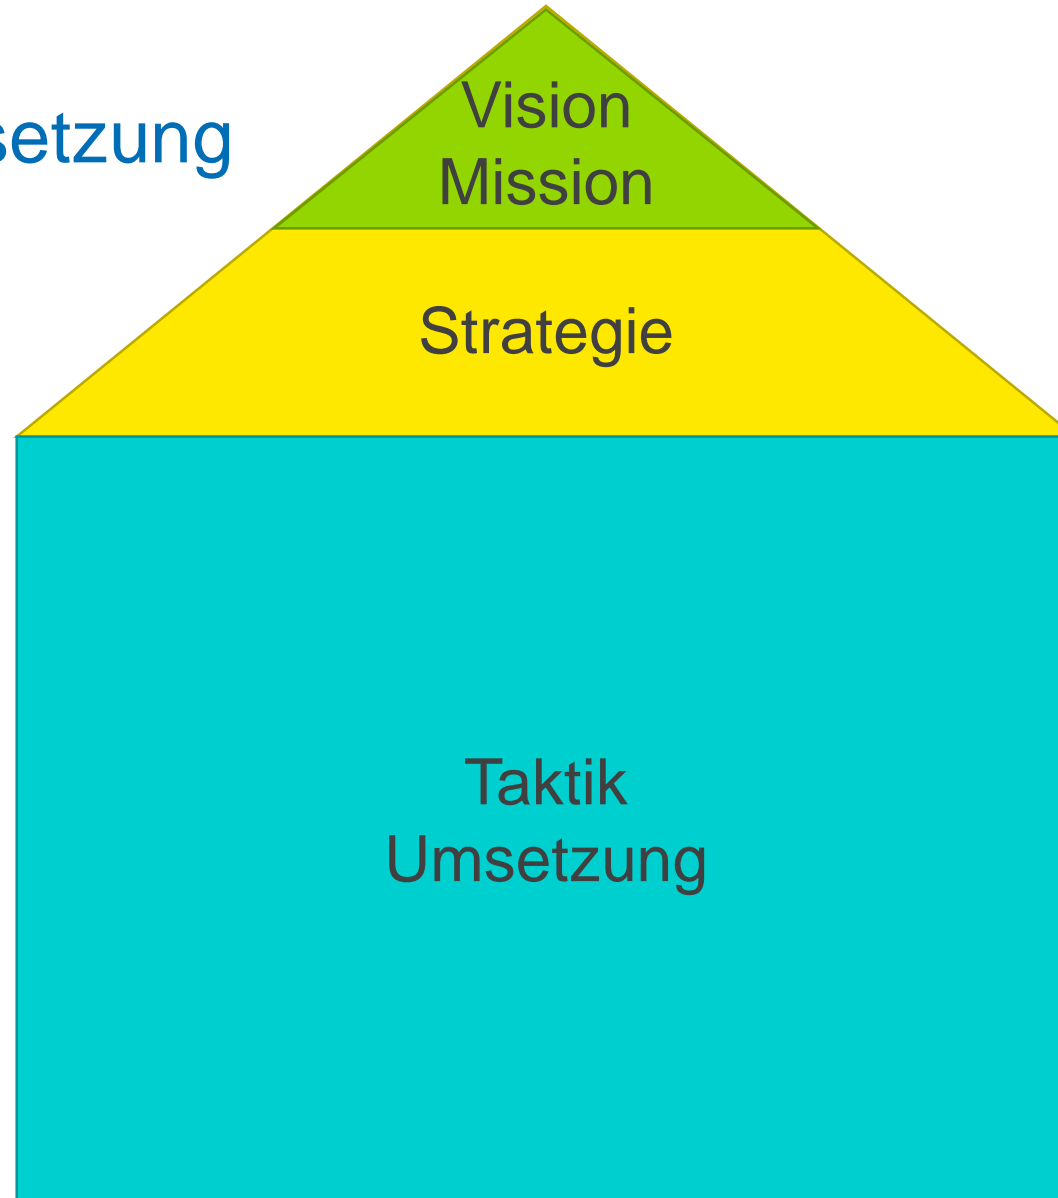 setzung
Vision
Mission
Strategie
Taktik
Umsetzung